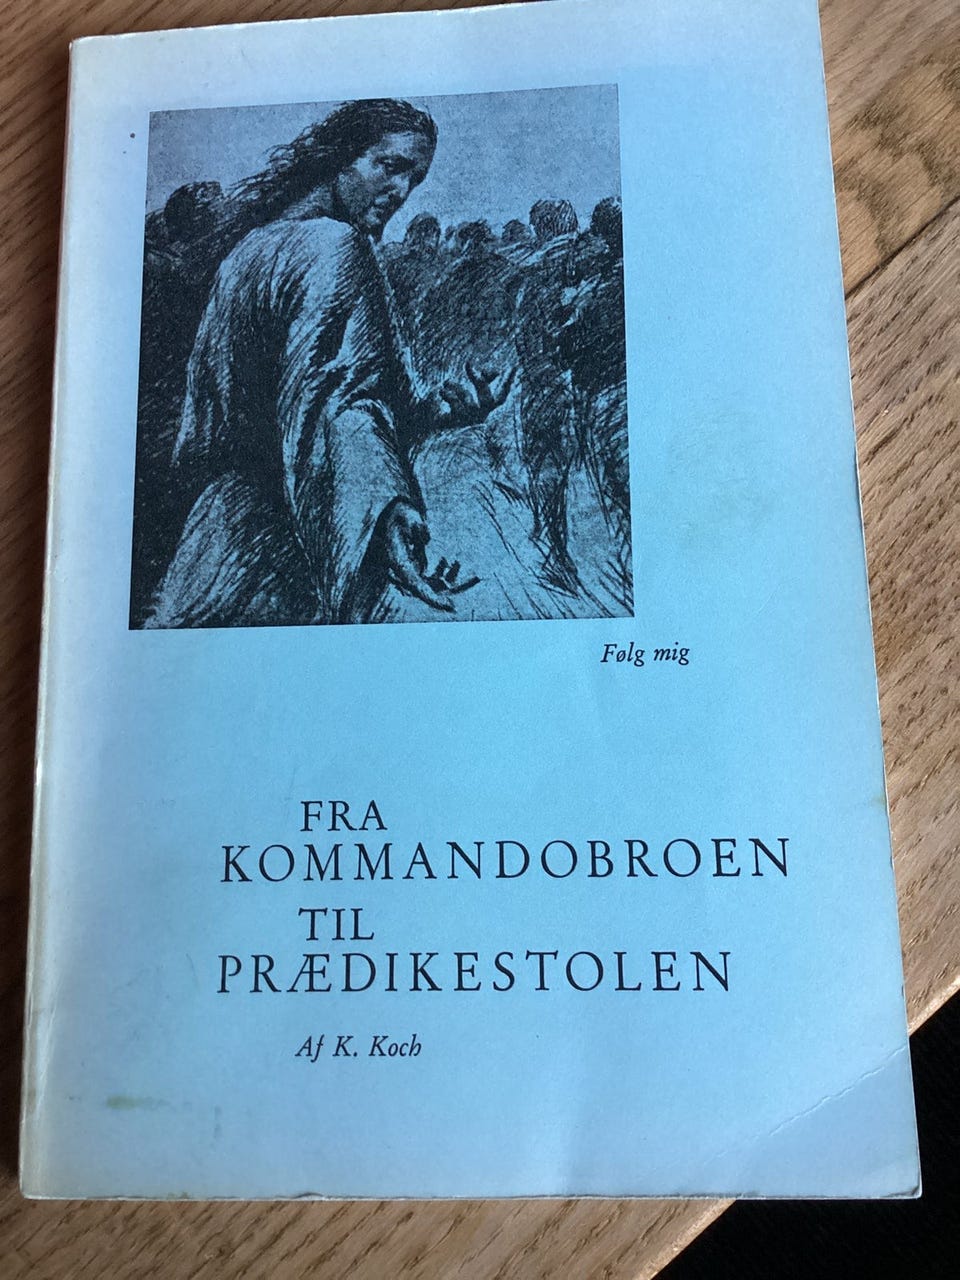 Følg mig
FRA
KOMMANDOBROEN
TIL
PRÆDIKESTOLEN
Af K. Koch